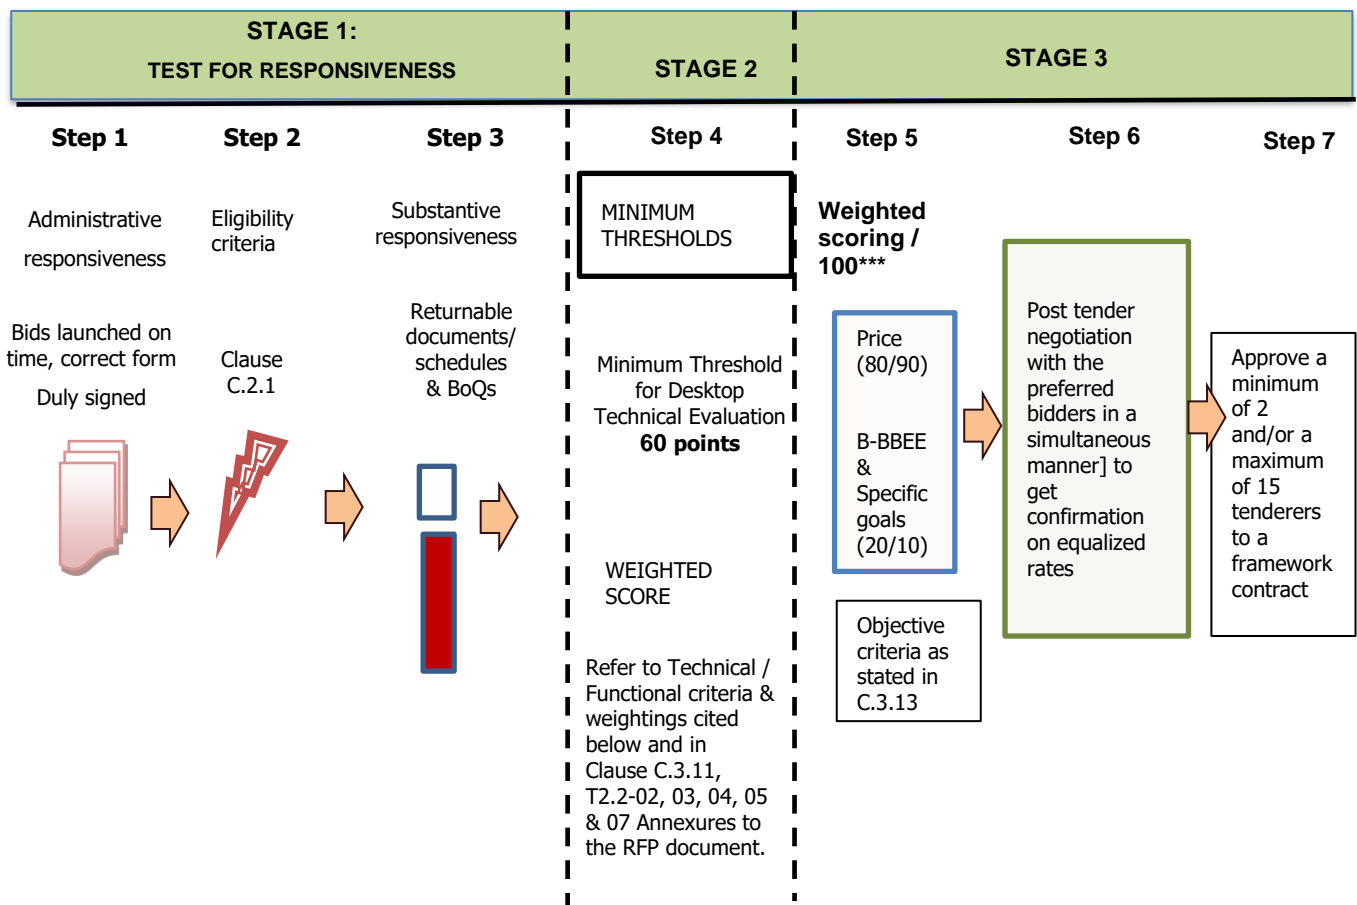 STAGE 1:
TEST FOR RESPONSIVENESS
STAGE 2
STAGE 3
Step 1
Step 2
Step 3
Step 4
Step 5
Step 6
Step 7
Administrative
responsiveness
Bids launched on
time, correct form
Duly signed
Eligibility
criteria
Clause
C.2.1
Substantive
responsiveness
Returnable
documents/
schedules
& BoQs
MINIMUM
THRESHOLDS
Minimum Threshold
for Desktop
Technical Evaluation
60 points
WEIGHTED
SCORE
Refer to Technical /
Functional criteria &
weightings cited
below and in
Clause C.3.11,
T2.2-02, 03, 04, 05
& 07 Annexures to
the RFP document.
Weighted
scoring /
100***
Price
(80/90)
B-BBEE
&
Specific
goals
(20/10)
Objective
criteria as
stated in
C.3.13
Post tender
negotiation
with the
preferred
bidders in a
simultaneous
manner] to
get
confirmation
on equalized
rates
Approve a
minimum
of 2
and/or a
maximum
of 15
tenderers
to a
framework
contract